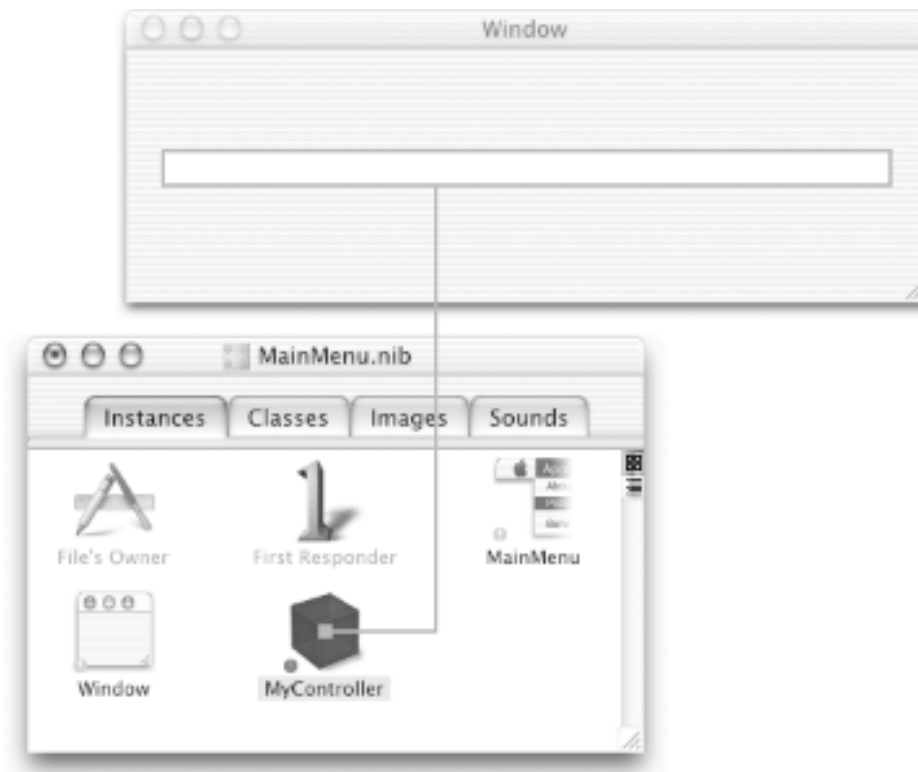 Window
MainMenu.nib
Instances Classes Images Sounds
File's Owner First Responder MainMenu
Window MyController